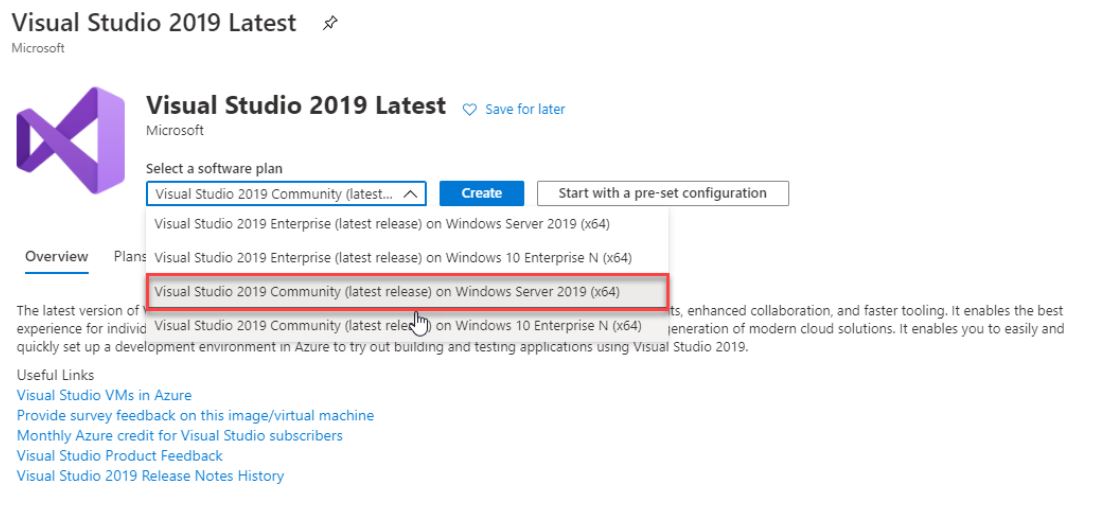 Visual Studio 2019 Latest
Microsoft
Visual Studio 2019 Latest
Save for later
Microsoft
Select a software plan
Visual Studio 2019 Community (latest...
Create
Start with a pre-set configuration
Visual Studio 2019 Enterprise (latest release) on Windows Server 2019 (x64)
Overview
Plans
Visual Studio 2019 Enterprise (latest release) on Windows 10 Enterprise N (x64)
Visual Studio 2019 Community (latest release) on Windows Server 2019 (x64)
The latest version of
enhanced collaboration, and faster tooling. It enables the best
Visual Studio 2019 Community (latest release) on Windows 10 Enterprise N (x64)
experience for
generation of modern cloud solutions. It enables you to easily and
quickly set up a development environment in Azure to try out building and testing applications using Visual Studio 2019.
Useful Links
Visual Studio VMs in Azure
Provide survey feedback on this image/virtual machine
Monthly Azure credit for Visual Studio subscribers
Visual Studio Product Feedback
Visual Studio 2019 Release Notes History